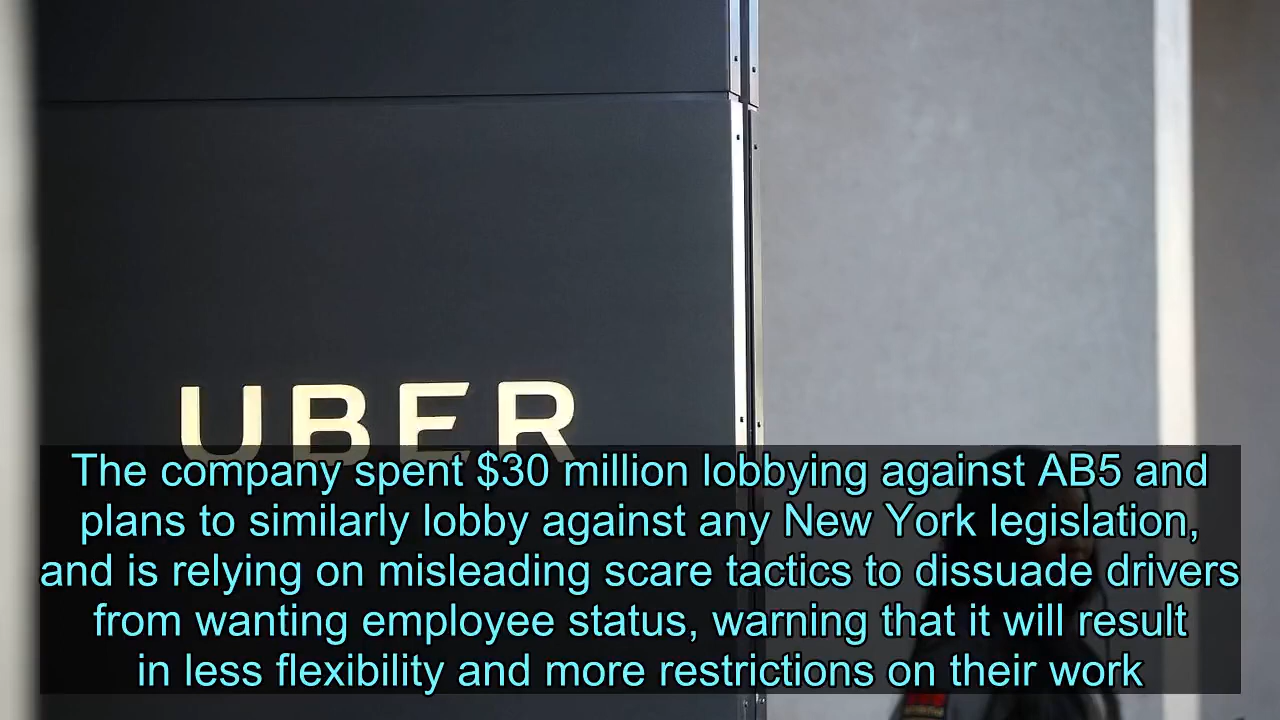 UBER
The company spent $30 million lobbying against AB5 and
plans to similarly lobby against any New York legislation,
and is relying on misleading scare tactics to dissuade drivers
from wanting employee status, warning that it will result
in less flexibility and more restrictions on their work